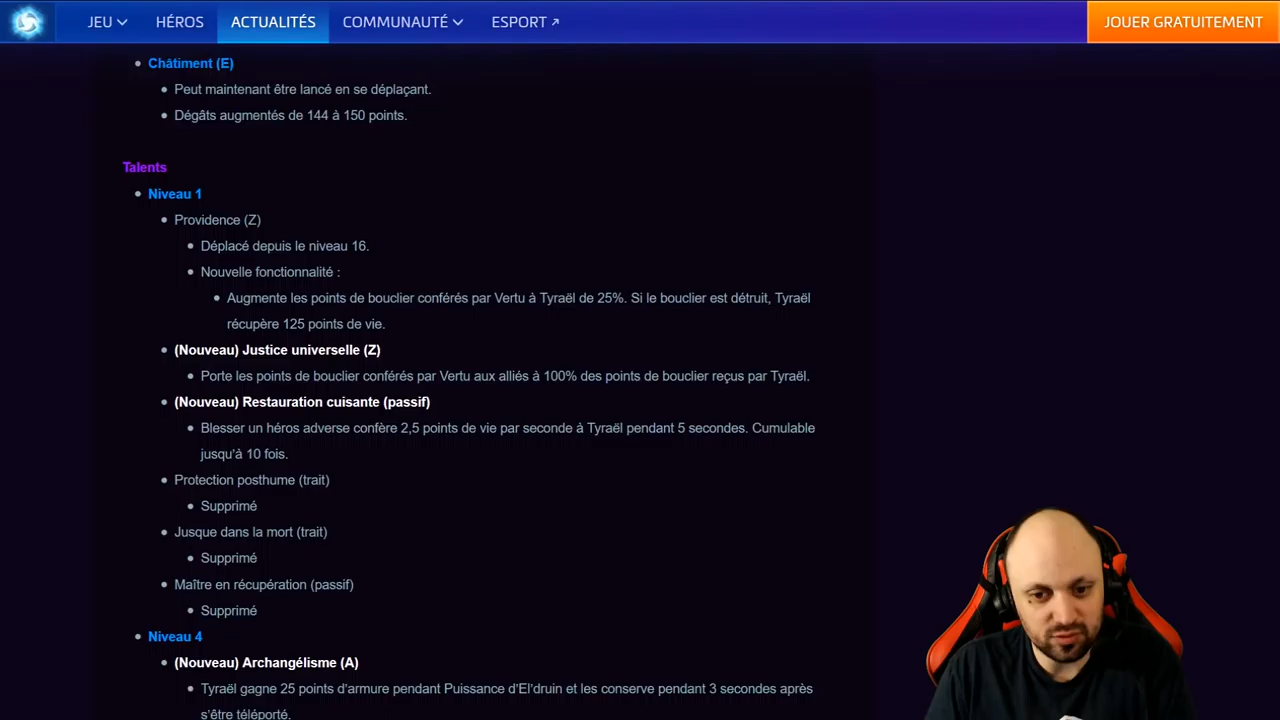 JEU HÉROS ACTUALITÉS COMMUNAUTÉ ESPORT JOUER GRATUITEMENT
Châtiment (E)
Peut maintenant être lancé en se déplaçant.
Dégâts augmentés de 144 à 150 points.
Talents
Niveau 1
Providence (Z)
Déplacé depuis le niveau 16.
Nouvelle fonctionnalité :
Augmente les points de bouclier conférés par Vertu à Tyraël de 25%. Si le bouclier est détruit, Tyraël
récupère 125 points de vie.
(Nouveau) Justice universelle (Z)
Porte les points de bouclier conférés par Vertu aux alliés à 100% des points de bouclier reçus par Tyraël.
(Nouveau) Restauration cuisante (passif)
Blesser un héros adverse confère 2,5 points de vie par seconde à Tyraël pendant 5 secondes. Cumulable
jusqu'à 10 fois.
Protection posthume (trait)
Supprimé
Jusque dans la mort (trait)
Supprimé
Maître en récupération (passif)
Supprimé
Niveau 4
(Nouveau) Archangélisme (A)
Tyraël gagne 25 points d'armure pendant Puissance d'El'druin et les conserve pendant 3 secondes après
s'être téléporté.